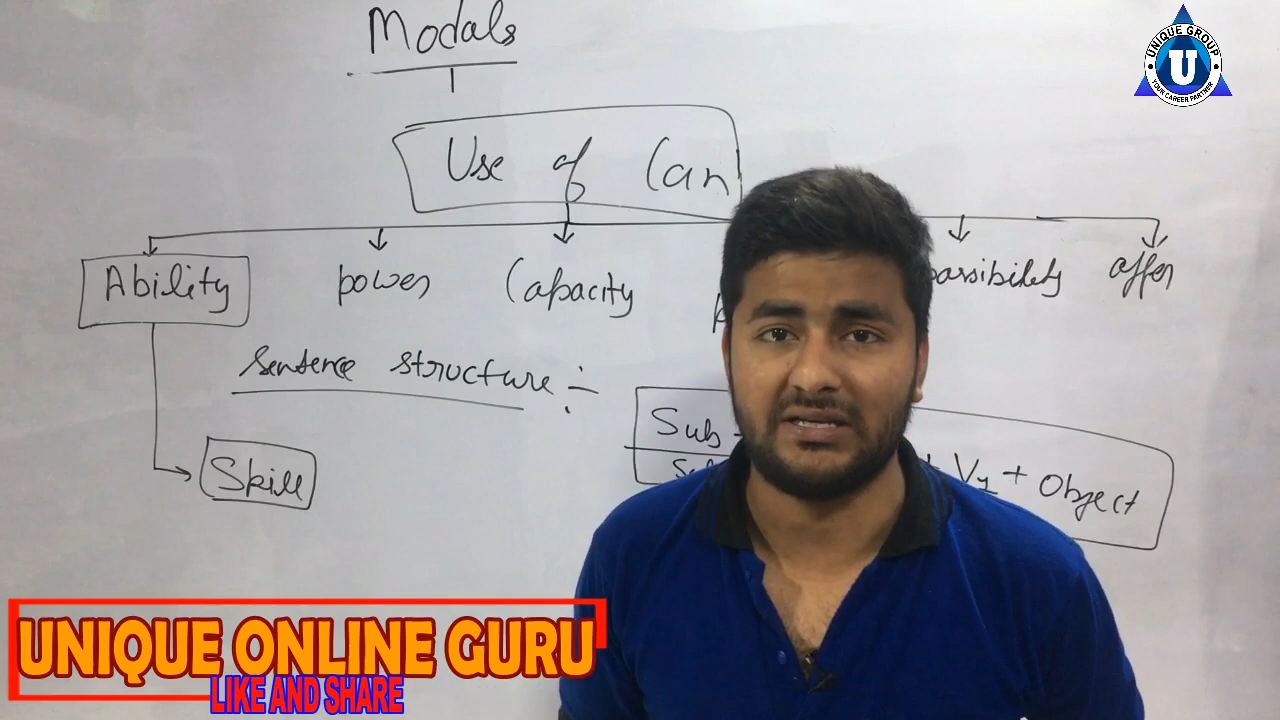 Modals
UNIQUE GROUP
U
YOUR CAREER PARTNER
Use of Can
Ability power Capacity possibility offer
Sentence structure :-
Sub
V1 + Object
Skill
UNIQUE ONLINE GURU
LIKE AND SHARE